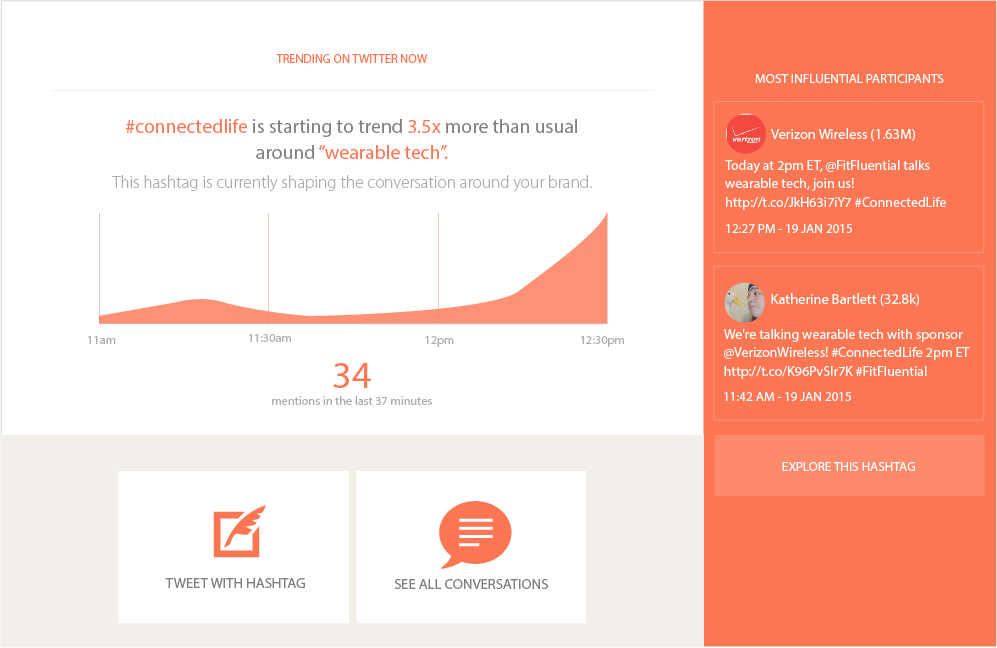 TRENDING ON TWITTER NOW
#connectedlife is starting to trend 3.5x more than usual
around “wearable tech”.
This hashtag is currently shaping the conversation around your brand.
11am
11:30am
12pm
12:30pm
34
mentions in the last 37 minutes
TWEET WITH HASHTAG
SEE ALL CONVERSATIONS
MOST INFLUENTIAL PARTICIPANTS
verizon
Verizon Wireless (1.63M)
Today at 2pm ET, @FitFluential talks
wearable tech, join us!
http://t.co/JkH63i7iY7 #ConnectedLife
12:27 PM - 19 JAN 2015
Katherine Bartlett (32.8k)
We're talking wearable tech with sponsor
@VerizonWireless! #ConnectedLife 2pm ET
http://t.co/K96PvSlr7K #FitFluential
11:42 AM - 19 JAN 2015
EXPLORE THIS HASHTAG